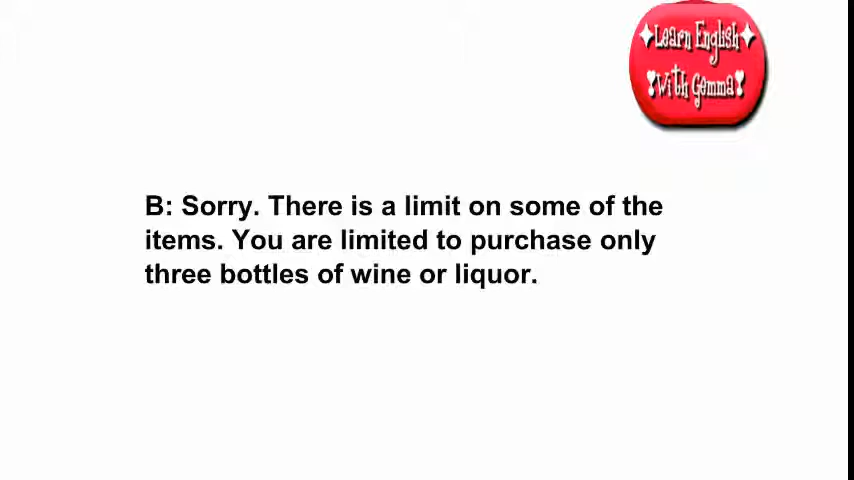 Learn English
With Gemma
B: Sorry. There is a limit on some of the
items. You are limited to purchase only
three bottles of wine or liquor.